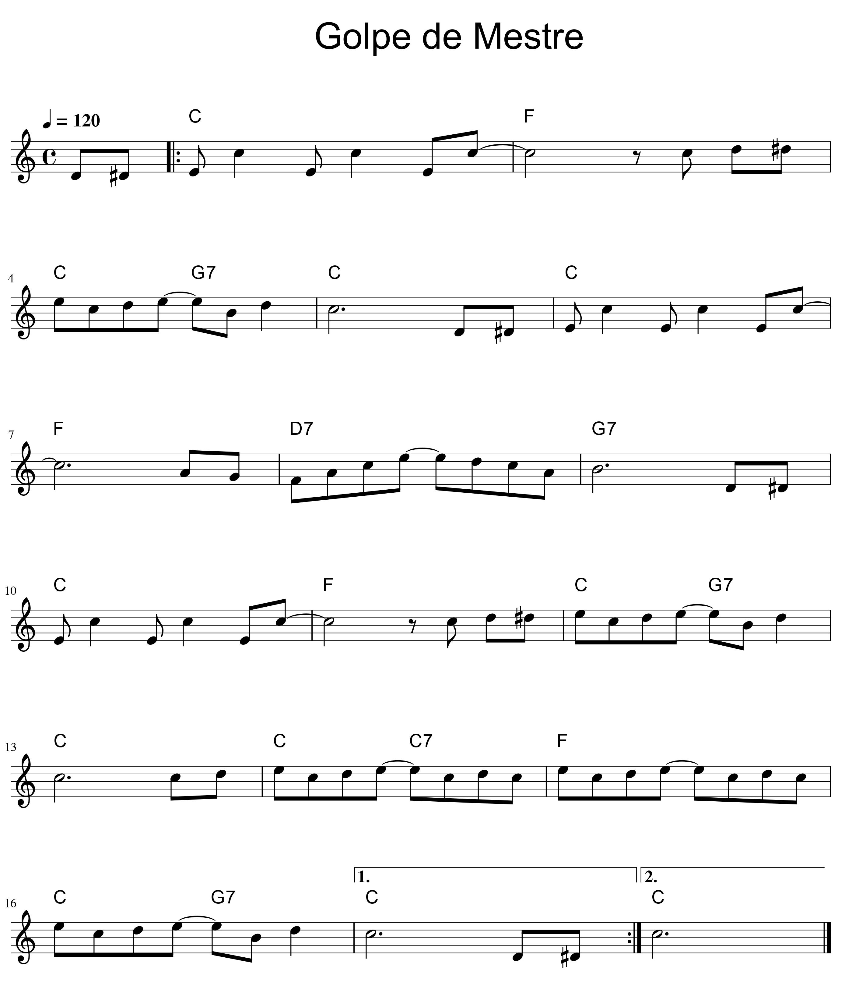 Golpe de Mestre
= 120
C F
4 C G7 C C
7 F D7 G7
10 C F C G7
13 C C C7 F
1. 2.
16 C G7 C C